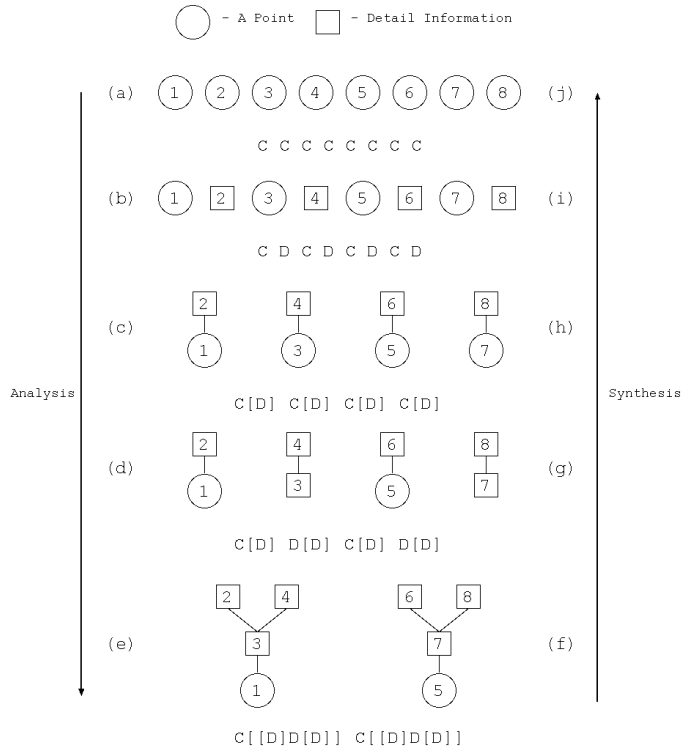 - A Point - Detail Information
(a) 1 2 3 4 5 6 7 8 (j)
C C C C C C C C
(b) 1 2 3 4 5 6 7 8 (i)
C D C D C D C D
2 4 6 8
(c) (h)
1 3 5 7
Analysis Synthesis
C[D] C[D] C[D] C[D]
2 4 6 8
(d) (g)
1 3 5 7
C[D] D[D] C[D] D[D]
2 4 6 8
(e) 3 7 (f)
1 5
C[[D]D[D]] C[[D]D[D]]